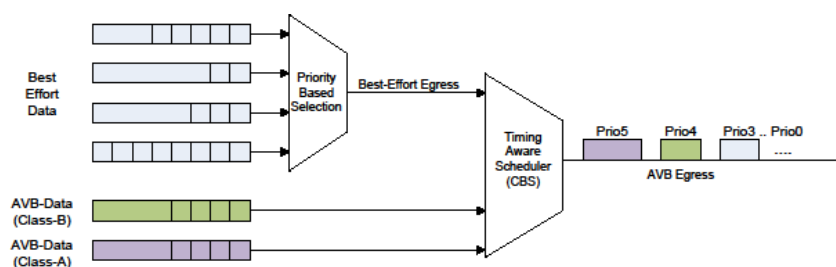 Best
Effort
Data
Priority
Based
Selection
Best-Effort Egress
Timing
Aware
Scheduler
(CBS)
Prio5
Prio4
Prio3 .. Prio0
----
AVB Egress
AVB-Data
(Class-B)
AVB-Data
(Class-A)